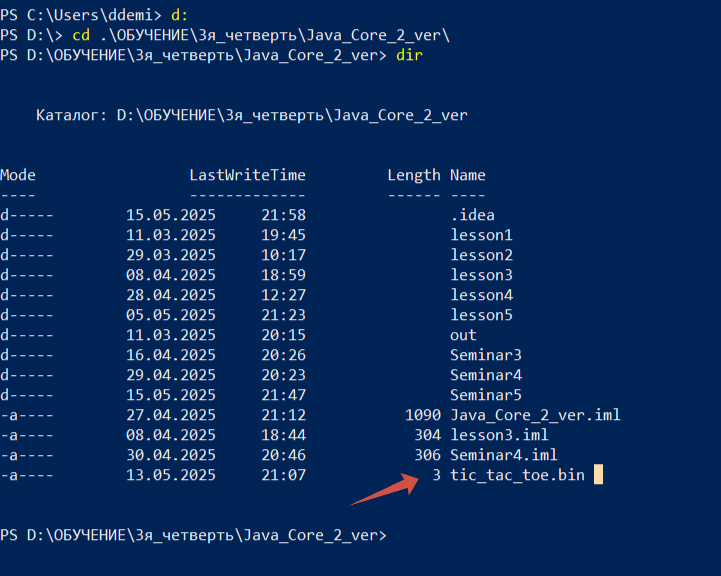 PS C:\Users\ddemi> d:
PS D:\> cd .\ОБУЧЕНИЕ\3я_четверть\Java_Core_2_ver\
PS D:\ОБУЧЕНИЕ\3я_четверть\Java_Core_2_ver> dir
Каталог: D:\ОБУЧЕНИЕ\3я_четверть\Java_Core_2_ver
Mode LastWriteTime Length Name
---- ------------- ------ ----
d----- 15.05.2025 21:58 .idea
d----- 11.03.2025 19:45 lesson1
d----- 29.03.2025 10:17 lesson2
d----- 08.04.2025 18:59 lesson3
d----- 28.04.2025 12:27 lesson4
d----- 05.05.2025 21:23 lesson5
d----- 11.03.2025 20:15 out
d----- 16.04.2025 20:26 Seminar3
d----- 29.04.2025 20:23 Seminar4
d----- 15.05.2025 21:47 Seminar5
-a---- 27.04.2025 21:12 1090 Java_Core_2_ver.iml
-a---- 08.04.2025 18:44 304 lesson3.iml
-a---- 30.04.2025 20:46 306 Seminar4.iml
-a---- 13.05.2025 21:07 3 tic_tac_toe.bin
PS D:\ОБУЧЕНИЕ\3я_четверть\Java_Core_2_ver>